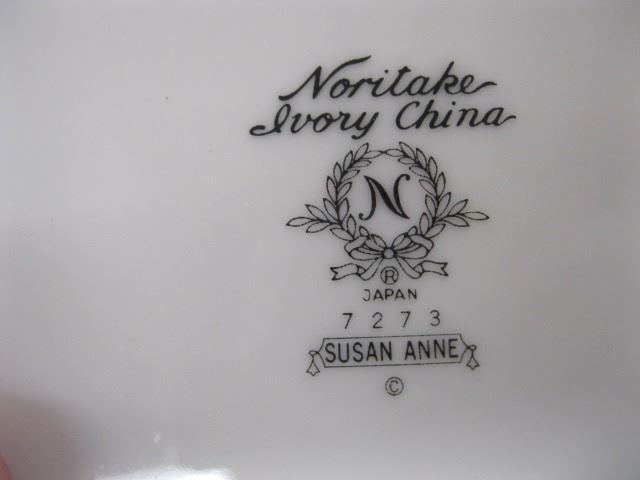 Noritake
Ivory China
N
®
JAPAN
7273
SUSAN ANNE
©